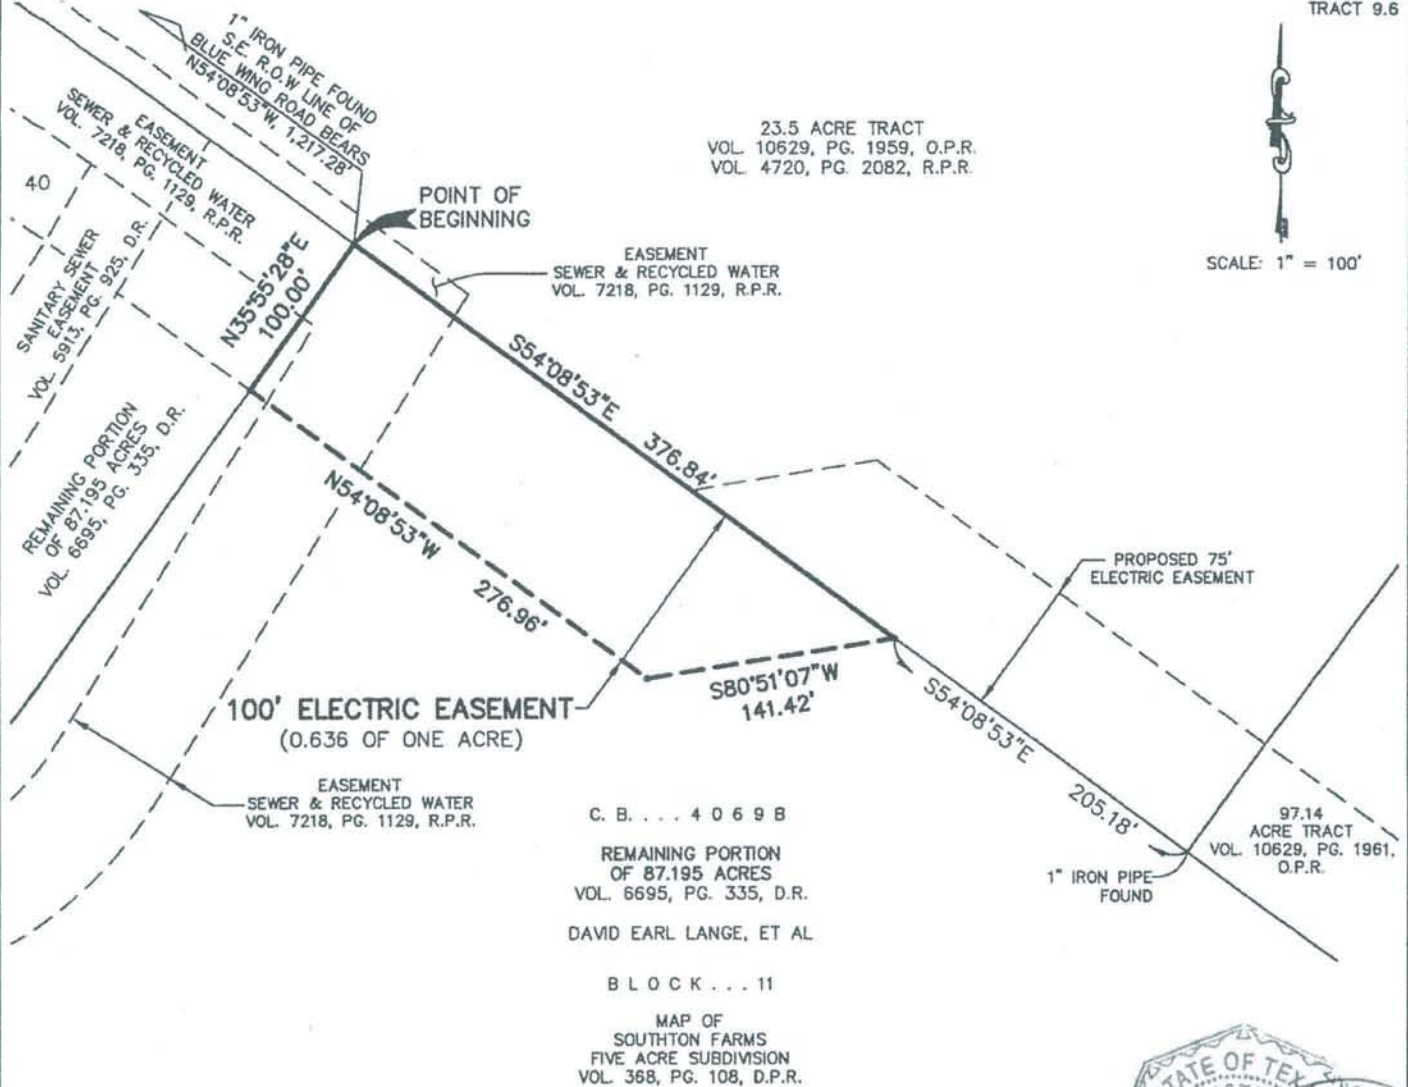 TRACT 9.6
1" IRON PIPE FOUND
S.E. R.O.W LINE OF
BLUE WING ROAD BEARS
N54°08'53"W, 1,217.28'
EASEMENT
SEWER & RECYCLED WATER
VOL. 7218, PG. 1129, R.P.R.
40
SANITARY SEWER
EASEMENT
VOL. 5913, PG. 925, D.R.
23.5 ACRE TRACT
VOL. 10629, PG. 1959, O.P.R.
VOL. 4720, PG. 2082, R.P.R.
SCALE: 1" = 100'
POINT OF
BEGINNING
EASEMENT
SEWER & RECYCLED WATER
VOL. 7218, PG. 1129, R.P.R.
N35°55'28"E
100.00'
S54°08'53"E 376.84'
REMAINING PORTION
OF 87.195 ACRES
VOL. 6695, PG. 335, D.R.
N54°08'53"W 276.96'
PROPOSED 75'
ELECTRIC EASEMENT
S80°51'07"W
141.42'
S54°08'53"E 205.18'
100' ELECTRIC EASEMENT
(0.636 OF ONE ACRE)
EASEMENT
SEWER & RECYCLED WATER
VOL. 7218, PG. 1129, R.P.R.
97.14
ACRE TRACT
VOL. 10629, PG. 1961,
O.P.R.
1" IRON PIPE
FOUND
C. B. . . . 4 0 6 9 B
REMAINING PORTION
OF 87.195 ACRES
VOL. 6695, PG. 335, D.R.
DAVID EARL LANGE, ET AL
B L O C K . . . 11
MAP OF
SOUTHTON FARMS
FIVE ACRE SUBDIVISION
VOL. 368, PG. 108, D.P.R.
TATE OF TEX